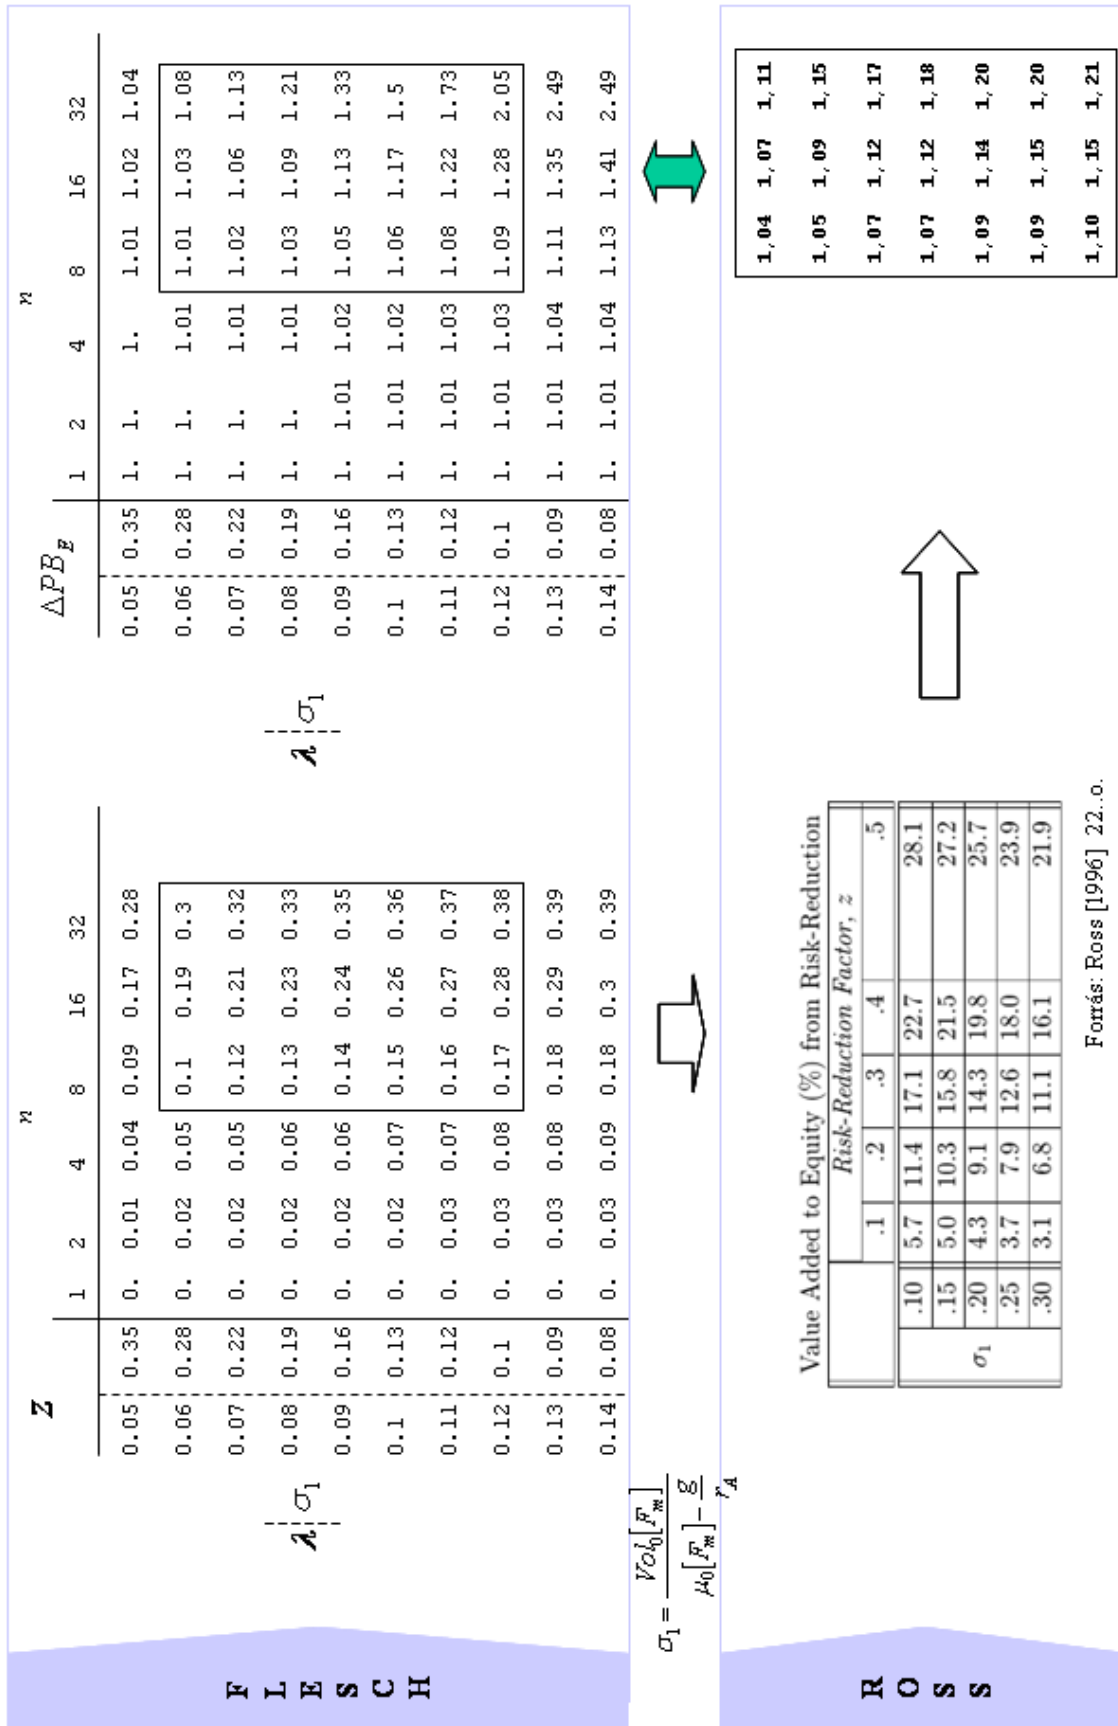 F L E S C H
Z
n
1 2 4 8 16 32
λ σ₁
0.05 0.35 0. 0.01 0.04 0.09 0.17 0.28
0.06 0.28 0. 0.02 0.05 0.1 0.19 0.3
0.07 0.22 0. 0.02 0.05 0.12 0.21 0.32
0.08 0.19 0. 0.02 0.06 0.13 0.23 0.33
0.09 0.16 0. 0.02 0.06 0.14 0.24 0.35
0.1 0.13 0. 0.02 0.07 0.15 0.26 0.36
0.11 0.12 0. 0.03 0.07 0.16 0.27 0.37
0.12 0.1 0. 0.03 0.08 0.17 0.28 0.38
0.13 0.09 0. 0.03 0.08 0.18 0.29 0.39
0.14 0.08 0. 0.03 0.09 0.18 0.3 0.39
ΔPB_E
n
1 2 4 8 16 32
λ σ₁
0.05 0.35 1. 1. 1. 1.01 1.02 1.04
0.06 0.28 1. 1. 1.01 1.01 1.03 1.08
0.07 0.22 1. 1. 1.01 1.02 1.06 1.13
0.08 0.19 1. 1. 1.01 1.03 1.09 1.21
0.09 0.16 1. 1.01 1.02 1.05 1.13 1.33
0.1 0.13 1. 1.01 1.02 1.06 1.17 1.5
0.11 0.12 1. 1.01 1.03 1.08 1.22 1.73
0.12 0.1 1. 1.01 1.03 1.09 1.28 2.05
0.13 0.09 1. 1.01 1.04 1.11 1.35 2.49
0.14 0.08 1. 1.01 1.04 1.13 1.41 2.49
σ₁ = Vol₀[F_m] / (μ₀[F_m] − g/r_A)
R O S S
Value Added to Equity (%) from Risk-Reduction
Risk-Reduction Factor, z
.1 .2 .3 .4 .5
σ₁
.10 5.7 11.4 17.1 22.7 28.1
.15 5.0 10.3 15.8 21.5 27.2
.20 4.3 9.1 14.3 19.8 25.7
.25 3.7 7.9 12.6 18.0 23.9
.30 3.1 6.8 11.1 16.1 21.9
Forrás: Ross [1996] 22..o.
1,04 1,07 1,11
1,05 1,09 1,15
1,07 1,12 1,17
1,07 1,12 1,18
1,09 1,14 1,20
1,09 1,15 1,20
1,10 1,15 1,21